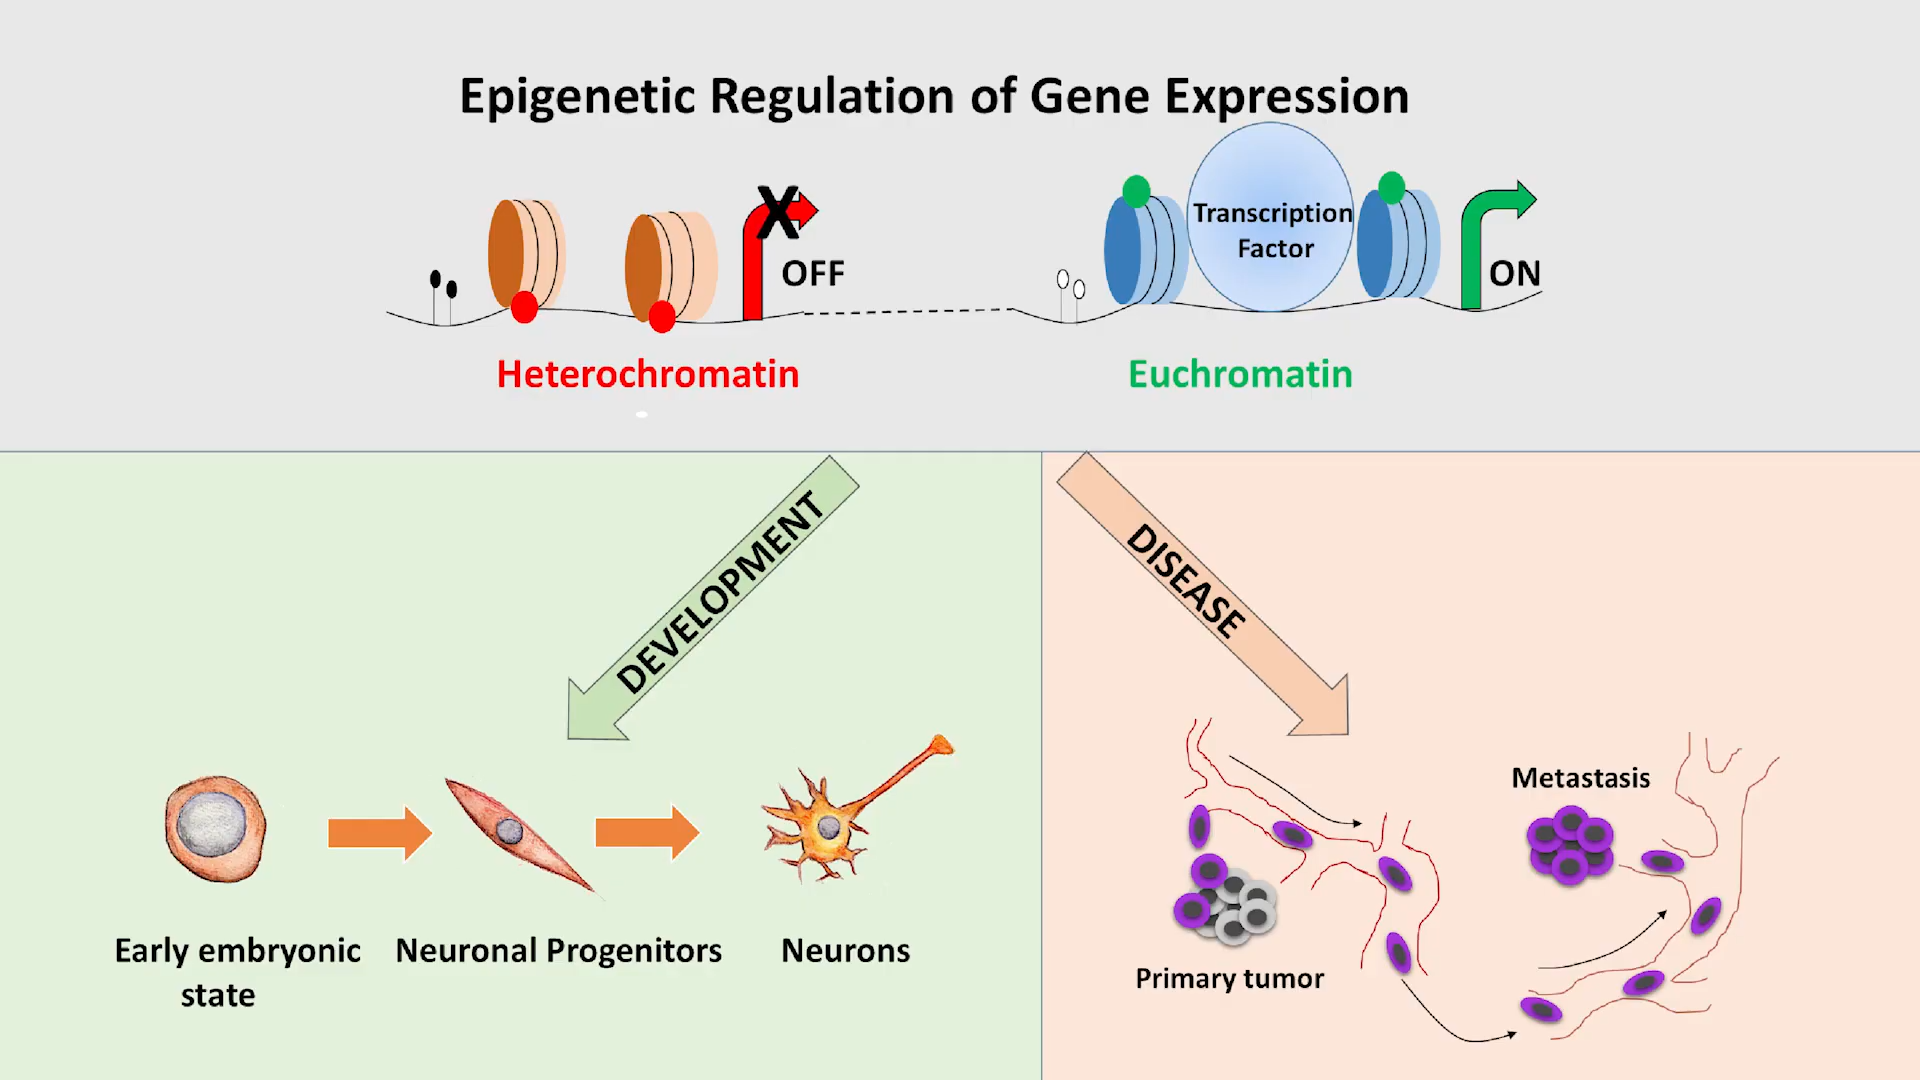 Epigenetic Regulation of Gene Expression
X
OFF
Transcription
Factor
ON
Heterochromatin
Euchromatin
DEVELOPMENT
DISEASE
Early embryonic
state
Neuronal Progenitors
Neurons
Primary tumor
Metastasis